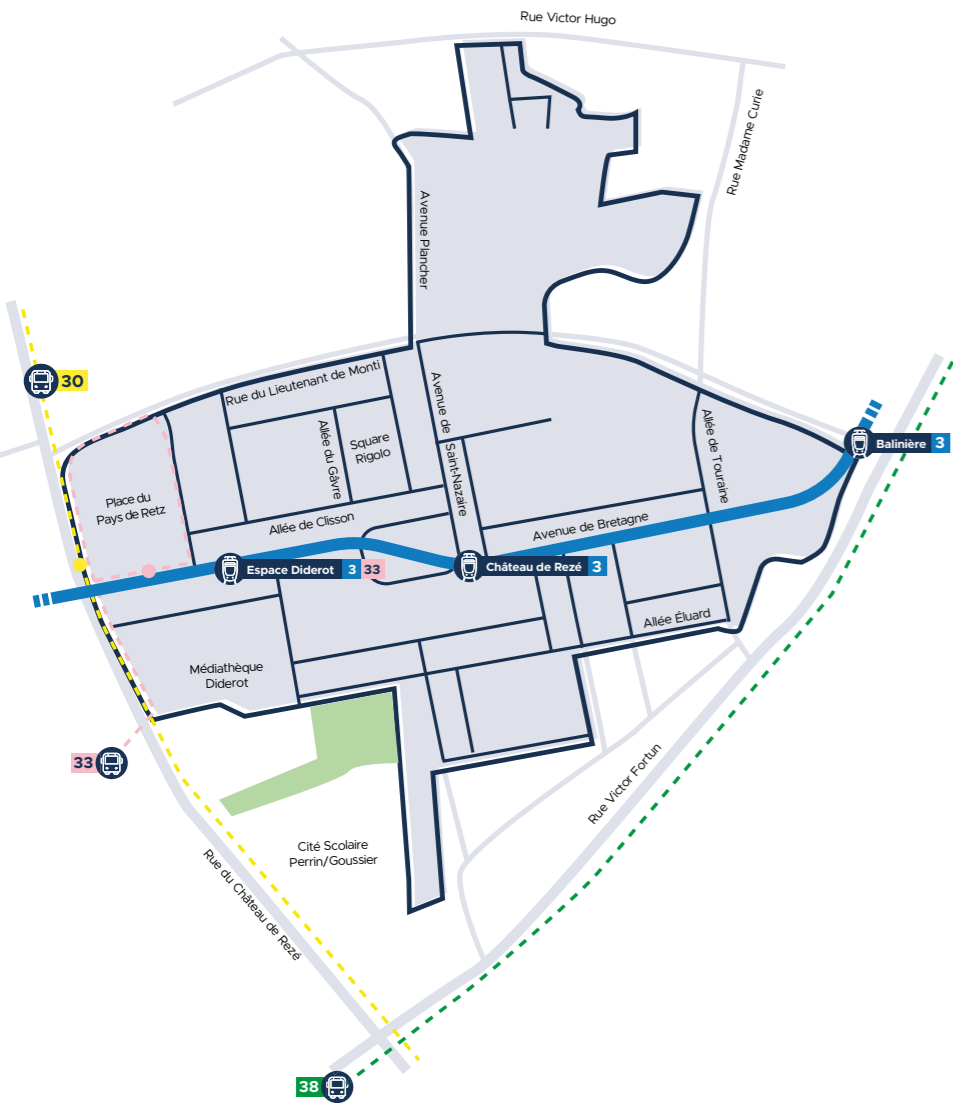 Rue Victor Hugo
Rue Madame Curie
Avenue Plancher
30
Rue du Lieutenant de Monti
Avenue de
Saint-Nazaire
Allée du Gâvre
Square
Rigolo
Allée de Touraine
Balinière 3
Place du
Pays de Retz
Allée de Clisson
Avenue de Bretagne
Espace Diderot 3 33
Château de Rezé 3
Allée Éluard
Médiathèque
Diderot
33
Rue Victor Fortun
Cité Scolaire
Perrin/Goussier
Rue du Château de Rezé
38